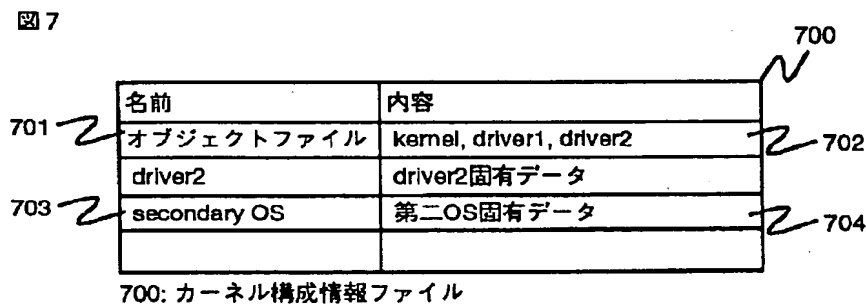 図7
700
名前 内容
701 オブジェクトファイル kernel, driver1, driver2 702
driver2 driver2固有データ
703 secondary OS 第二OS固有データ 704
700: カーネル構成情報ファイル